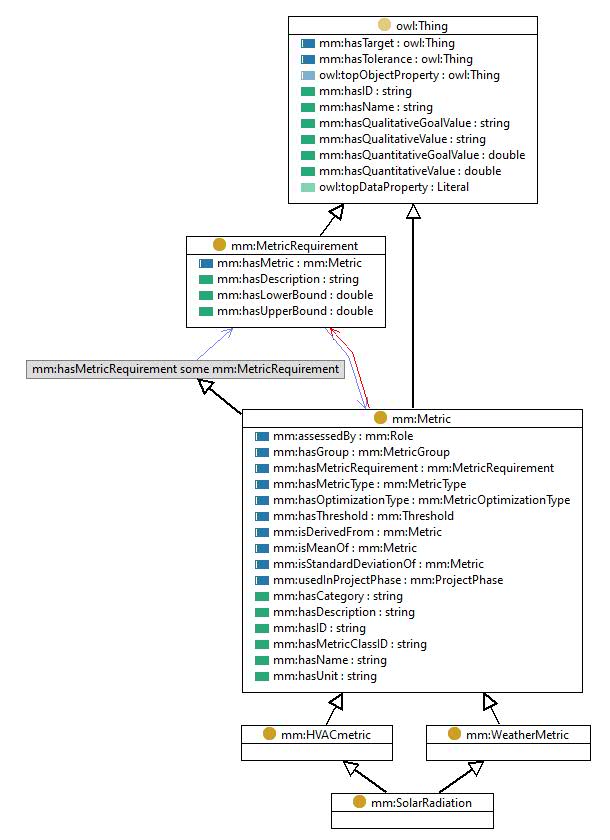 owl:Thing
mm:hasTarget : owl:Thing
mm:hasTolerance : owl:Thing
owl:topObjectProperty : owl:Thing
mm:hasID : string
mm:hasName : string
mm:hasQualitativeGoalValue : string
mm:hasQualitativeValue : string
mm:hasQuantitativeGoalValue : double
mm:hasQuantitativeValue : double
owl:topDataProperty : Literal
mm:MetricRequirement
mm:hasMetric : mm:Metric
mm:hasDescription : string
mm:hasLowerBound : double
mm:hasUpperBound : double
mm:hasMetricRequirement some mm:MetricRequirement
mm:Metric
mm:assessedBy : mm:Role
mm:hasGroup : mm:MetricGroup
mm:hasMetricRequirement : mm:MetricRequirement
mm:hasMetricType : mm:MetricType
mm:hasOptimizationType : mm:MetricOptimizationType
mm:hasThreshold : mm:Threshold
mm:isDerivedFrom : mm:Metric
mm:isMeanOf : mm:Metric
mm:isStandardDeviationOf : mm:Metric
mm:usedInProjectPhase : mm:ProjectPhase
mm:hasCategory : string
mm:hasDescription : string
mm:hasID : string
mm:hasMetricClassID : string
mm:hasName : string
mm:hasUnit : string
mm:HVACmetric
mm:WeatherMetric
mm:SolarRadiation